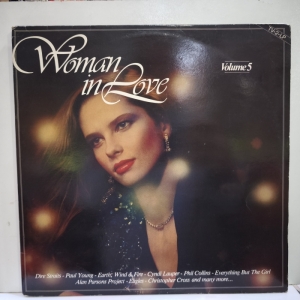 Woman
in Love
Volume 5
Dire Straits - Paul Young - Earth, Wind & Fire - Cyndi Lauper - Phil Collins - Everything But The Girl
Alan Parsons Project - - Christopher Cross and many more...